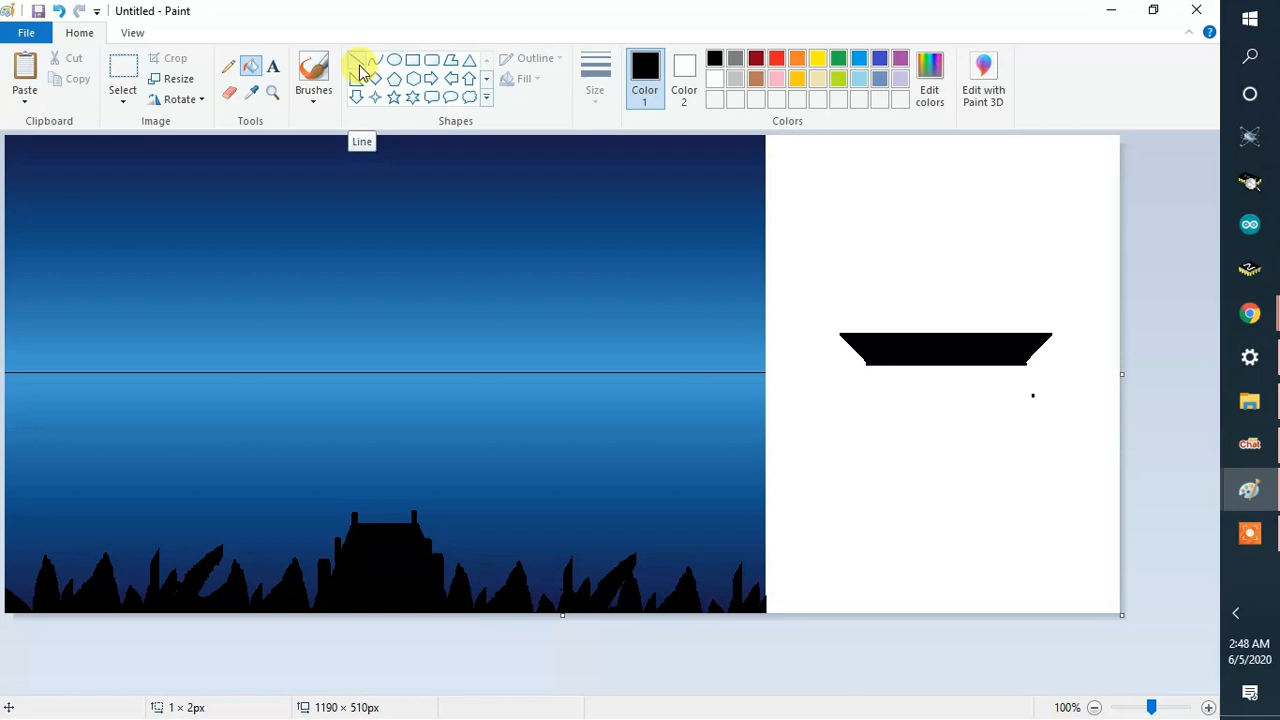 Untitled - Paint
File Home View
Paste
Cut
Copy
Clipboard
Select
Crop
Resize
Rotate
Image
A
Tools
Brushes
Outline
Fill
Shapes
Size
Color 1
Color 2
Edit colors
Edit with Paint 3D
Colors
Line
Chat
2:48 AM
6/5/2020
1 × 2px
1190 × 510px
100%